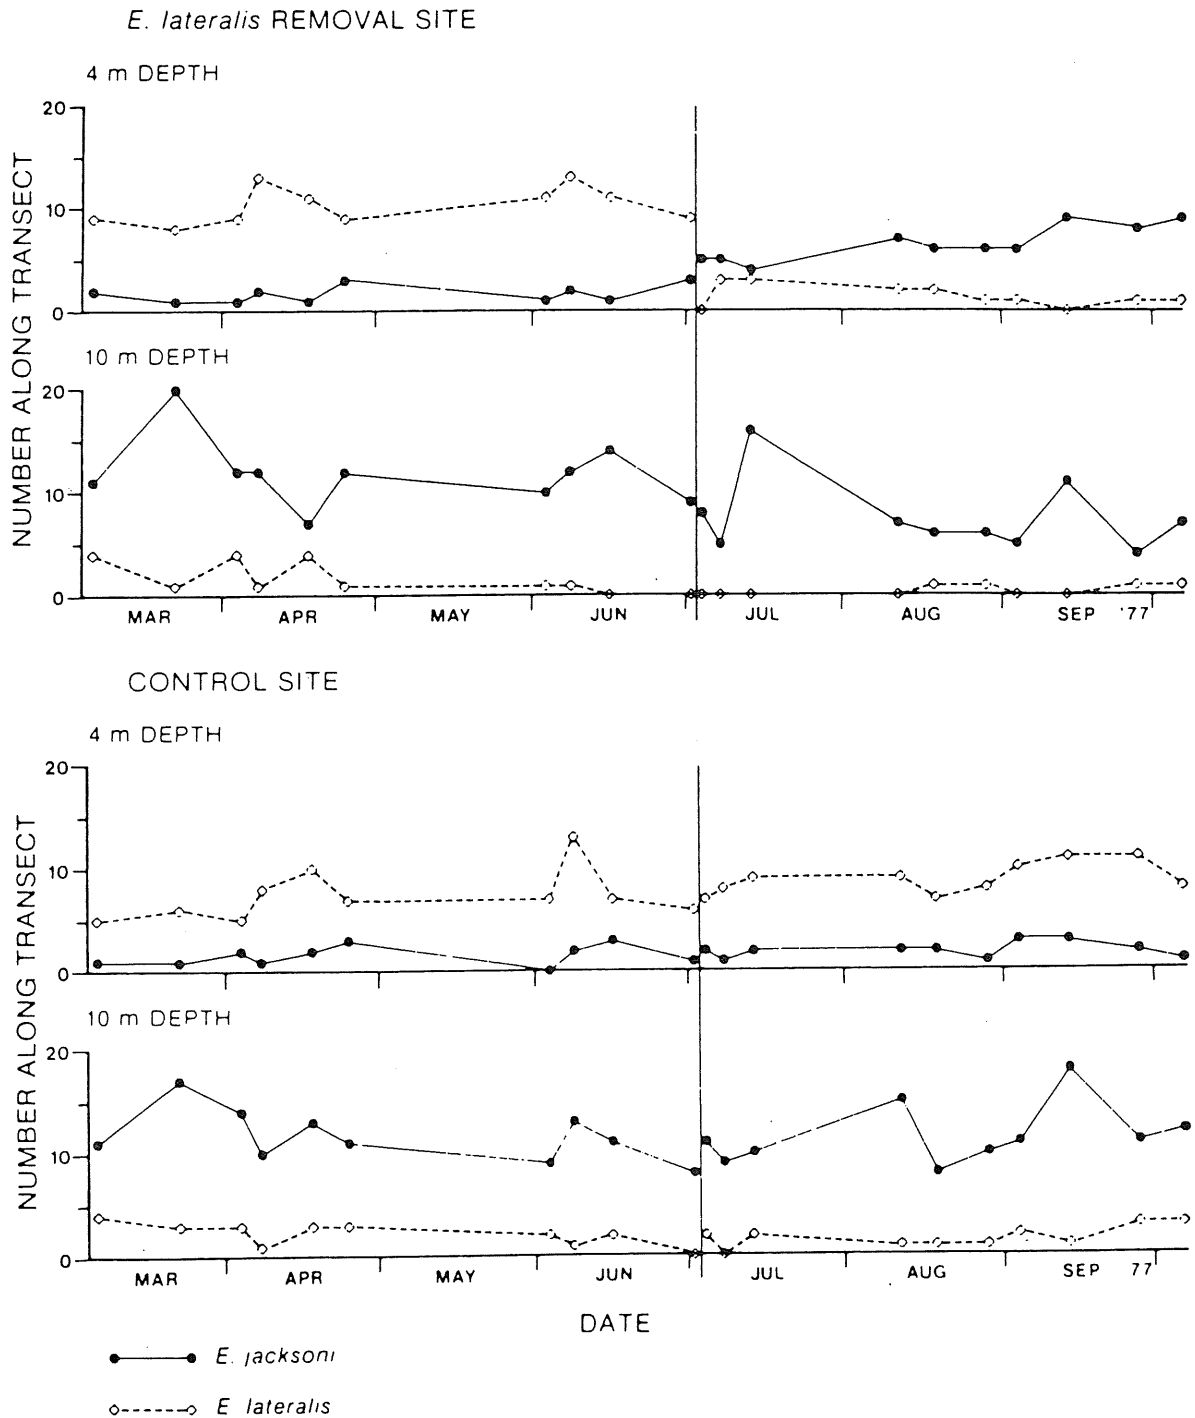 E. lateralis REMOVAL SITE
4 m DEPTH
20
10
0
10 m DEPTH
20
10
0
NUMBER ALONG TRANSECT
MAR APR MAY JUN JUL AUG SEP '77
CONTROL SITE
4 m DEPTH
20
10
0
10 m DEPTH
20
10
0
NUMBER ALONG TRANSECT
MAR APR MAY JUN JUL AUG SEP 77
DATE
E. jacksoni
E lateralis